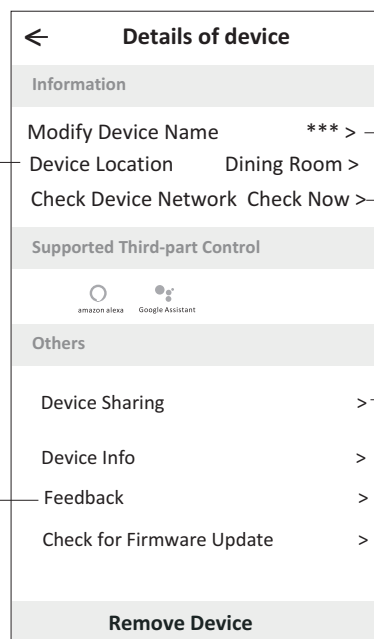 ← Details of device
Information
Modify Device Name *** >
Device Location Dining Room >
Check Device Network Check Now >
Supported Third-part Control
amazon alexa Google Assistant
Others
Device Sharing >
Device Info >
Feedback >
Check for Firmware Update >
Remove Device